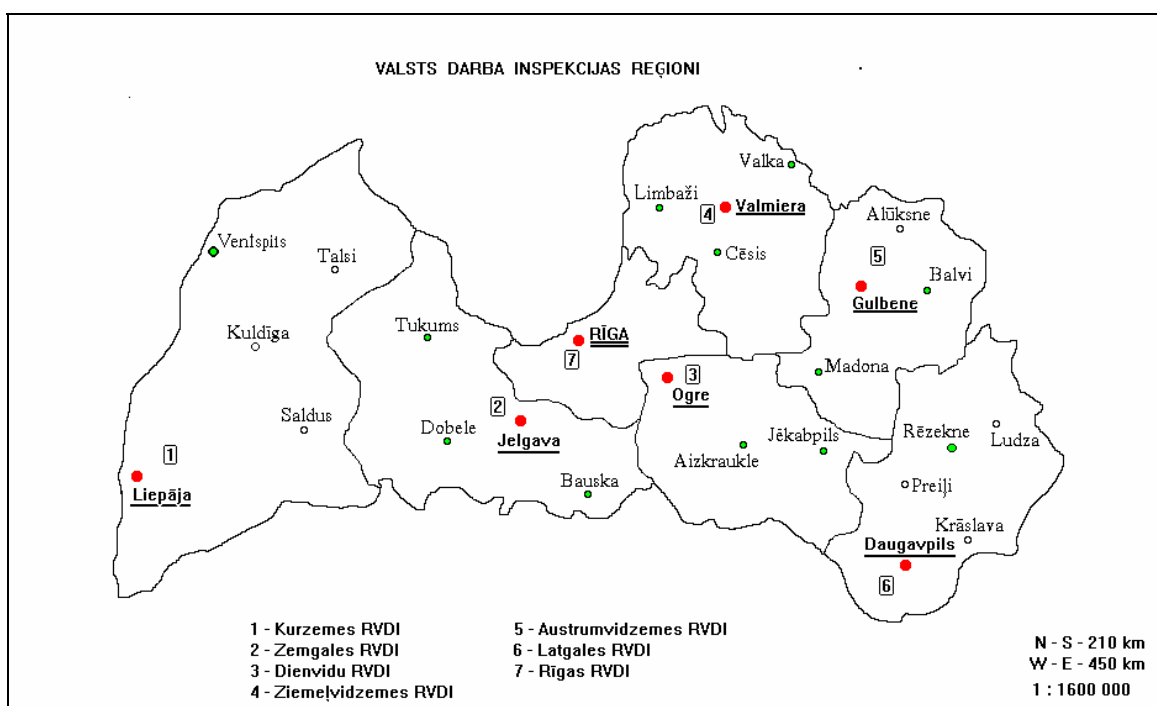 VALSTS DARBA INSPEKCIJAS REĢIONI
Valka
Limbaži
4
Valmiera
Alūksne
Ventspils
Talsi
Cēsis
5
Balvi
Gulbene
Tukums
RĪGA
7
Kuldīga
Madona
3
Ogre
2
Saldus
Dobele
Jelgava
Jēkabpils
Rēzekne
Ludza
Aizkraukle
1
Liepāja
Bauska
Preiļi
Krāslava
Daugavpils
6
1 - Kurzemes RVDI
2 - Zemgales RVDI
3 - Dienvidu RVDI
4 - Ziemeļvidzemes RVDI
5 - Austrumvidzemes RVDI
6 - Latgales RVDI
7 - Rīgas RVDI
N - S - 210 km
W - E - 450 km
1 : 1600 000